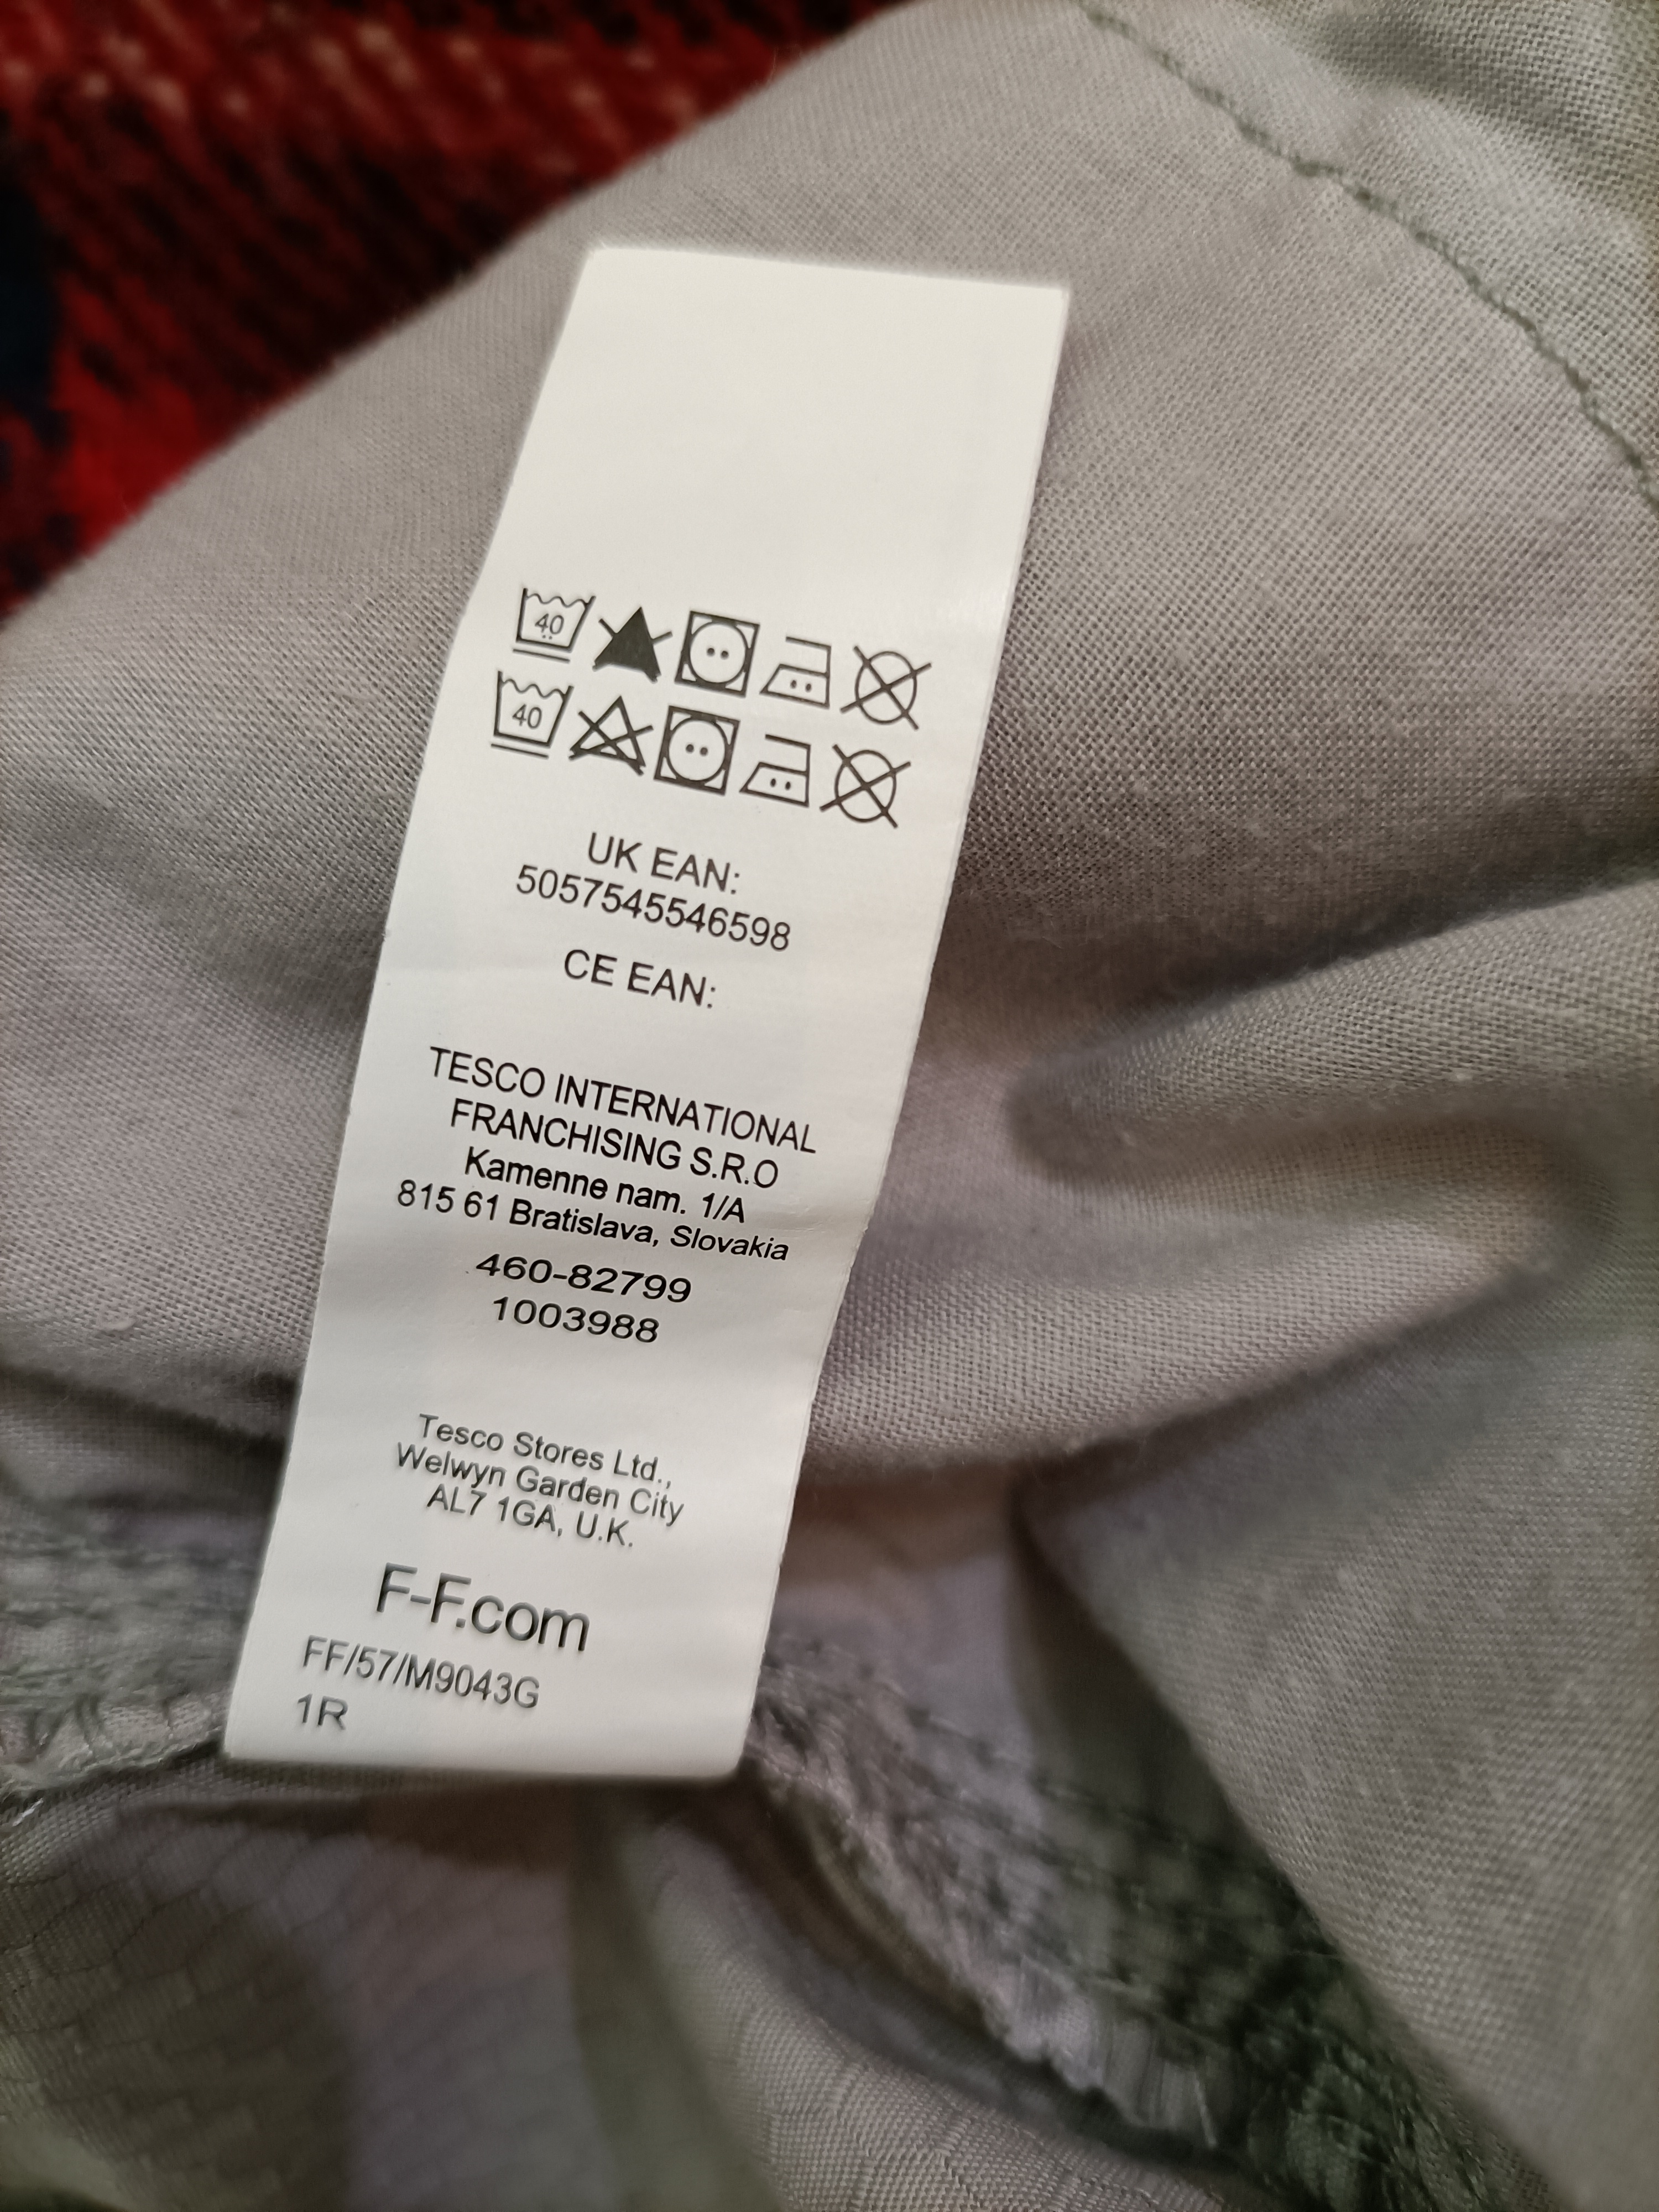 40
40
UK EAN:
5057545546598
CE EAN:
TESCO INTERNATIONAL
FRANCHISING S.R.O
Kamenne nam. 1/A
815 61 Bratislava, Slovakia
460-82799
1003988
Tesco Stores Ltd.,
Welwyn Garden City
AL7 1GA, U.K.
F-F.com
FF/57/M9043G
1R